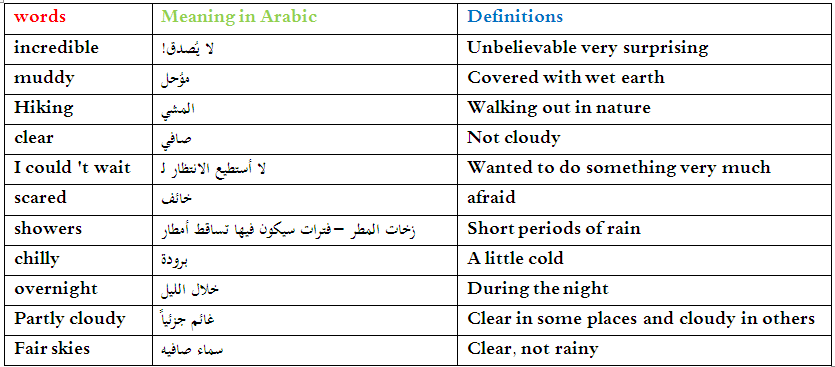 words Meaning in Arabic Definitions
incredible لا يُصدق! Unbelievable very surprising
muddy مؤَحل Covered with wet earth
Hiking المشي Walking out in nature
clear صافي Not cloudy
I could 't wait لا أستطيع الانتظار لـ Wanted to do something very much
scared خائف afraid
showers زخات المطر – فترات سيكون فيها تساقط أمطار Short periods of rain
chilly برودة A little cold
overnight خلال الليل During the night
Partly cloudy غائم جزئياً Clear in some places and cloudy in others
Fair skies سماء صافيه Clear, not rainy